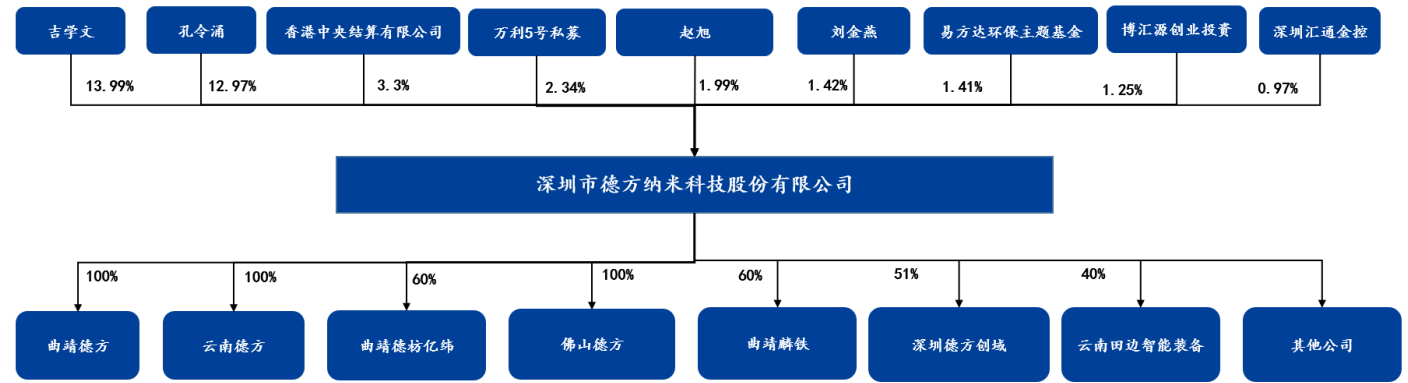 吉学文
孔令涌
香港中央结算有限公司
万利5号私募
赵旭
刘金燕
易方达环保主题基金
博汇源创业投资
深圳汇通金控
13.99%
12.97%
3.3%
2.34%
1.99%
1.42%
1.41%
1.25%
0.97%
深圳市德方纳米科技股份有限公司
100%
100%
60%
100%
60%
51%
40%
曲靖德方
云南德方
曲靖德枋亿纬
佛山德方
曲靖麟铁
深圳德方创域
云南田边智能装备
其他公司